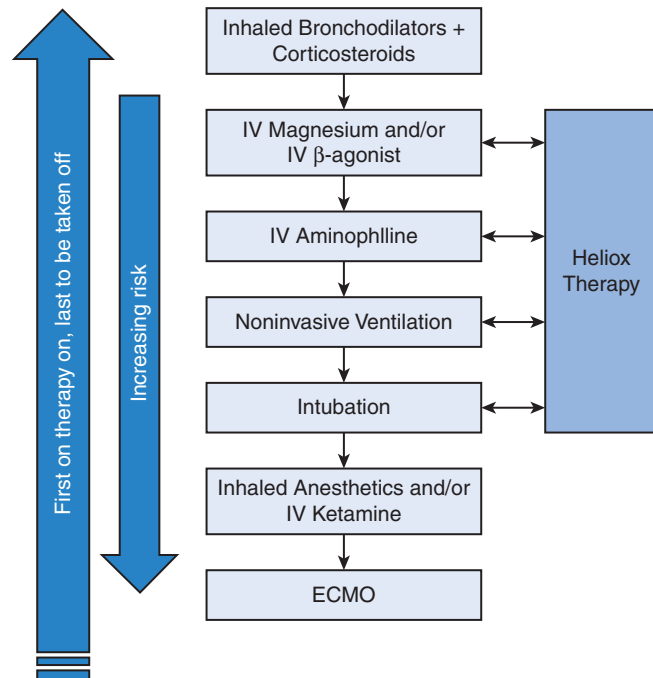 Inhaled Bronchodilators +
Corticosteroids
IV Magnesium and/or
IV β-agonist
IV Aminophlline
Noninvasive Ventilation
Intubation
Inhaled Anesthetics and/or
IV Ketamine
ECMO
Heliox
Therapy
First on therapy on, last to be taken off
Increasing risk